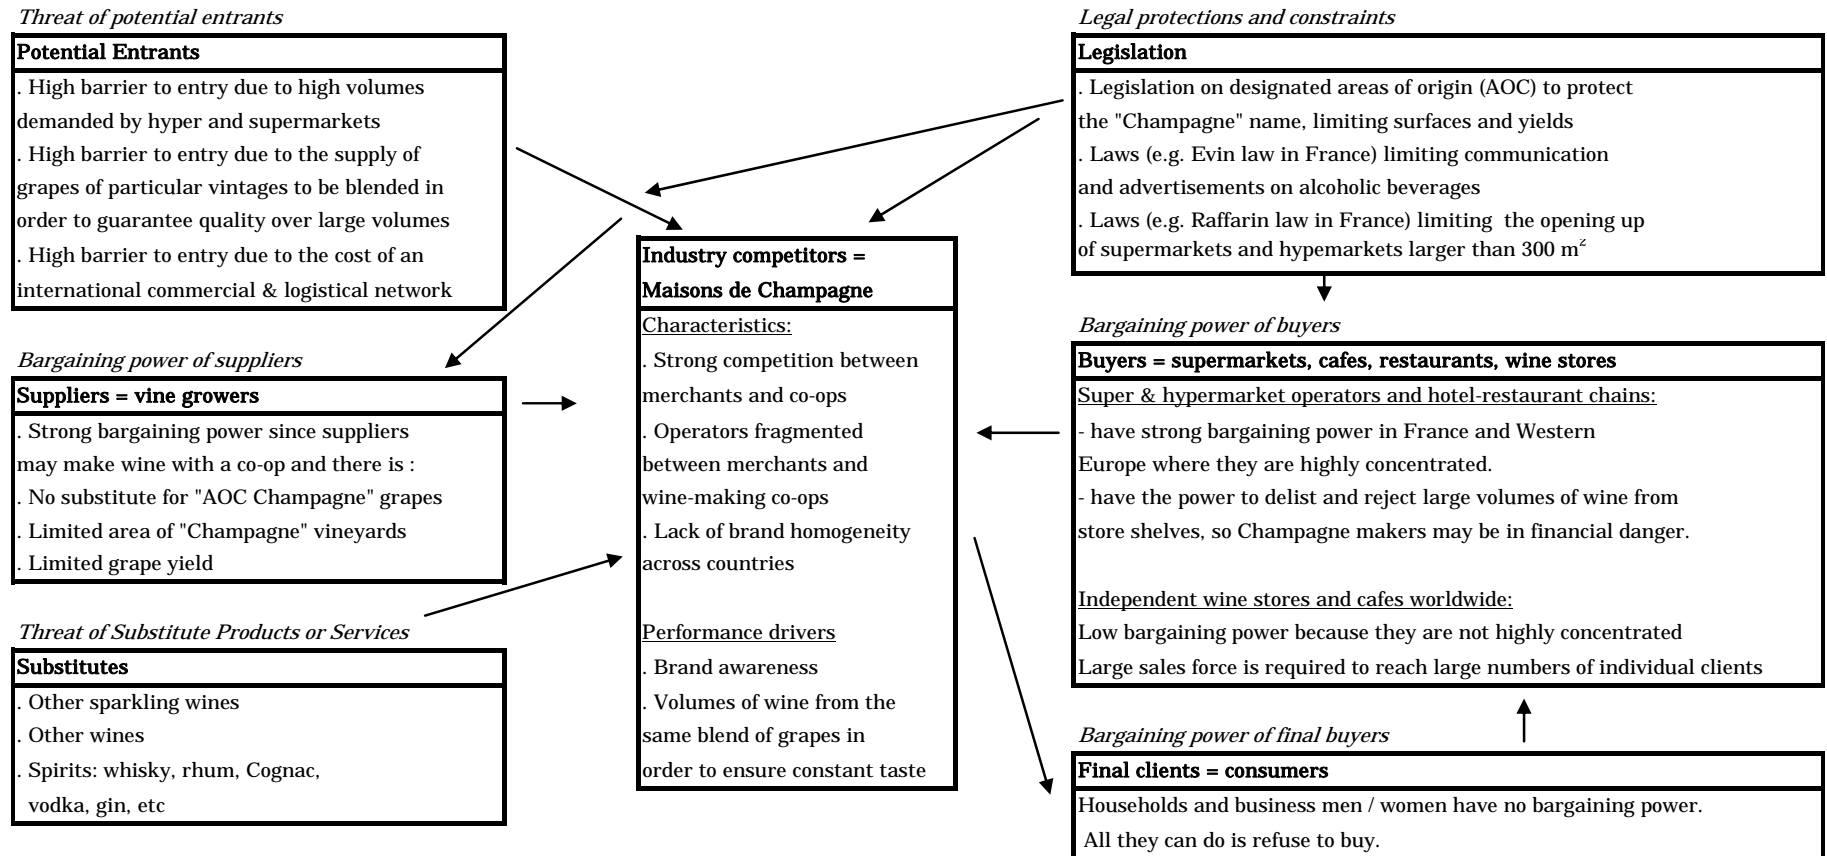 Threat of potential entrants
Potential Entrants
. High barrier to entry due to high volumes
demanded by hyper and supermarkets
. High barrier to entry due to the supply of
grapes of particular vintages to be blended in
order to guarantee quality over large volumes
. High barrier to entry due to the cost of an
international commercial & logistical network
Bargaining power of suppliers
Suppliers = vine growers
. Strong bargaining power since suppliers
may make wine with a co-op and there is :
. No substitute for "AOC Champagne" grapes
. Limited area of "Champagne" vineyards
. Limited grape yield
Threat of Substitute Products or Services
Substitutes
. Other sparkling wines
. Other wines
. Spirits: whisky, rhum, Cognac,
vodka, gin, etc
Industry competitors =
Maisons de Champagne
Characteristics:
. Strong competition between
merchants and co-ops
. Operators fragmented
between merchants and
wine-making co-ops
. Lack of brand homogeneity
across countries
Performance drivers
. Brand awareness
. Volumes of wine from the
same blend of grapes in
order to ensure constant taste
Legal protections and constraints
Legislation
. Legislation on designated areas of origin (AOC) to protect
the "Champagne" name, limiting surfaces and yields
. Laws (e.g. Evin law in France) limiting communication
and advertisements on alcoholic beverages
. Laws (e.g. Raffarin law in France) limiting  the opening up
of supermarkets and hypemarkets larger than 300 m²
Bargaining power of buyers
Buyers = supermarkets, cafes, restaurants, wine stores
Super & hypermarket operators and hotel-restaurant chains:
- have strong bargaining power in France and Western
Europe where they are highly concentrated.
- have the power to delist and reject large volumes of wine from
store shelves, so Champagne makers may be in financial danger.
Independent wine stores and cafes worldwide:
Low bargaining power because they are not highly concentrated
Large sales force is required to reach large numbers of individual clients
Bargaining power of final buyers
Final clients = consumers
Households and business men / women have no bargaining power.
All they can do is refuse to buy.